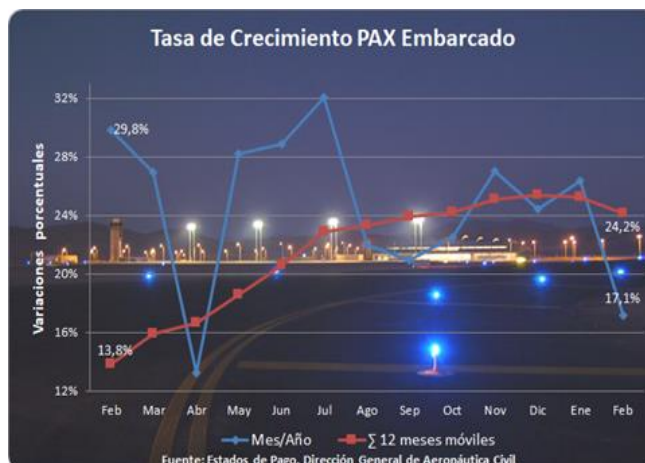 Tasa de Crecimiento PAX Embarcado
Variaciones porcentuales
32%
28%
24%
20%
16%
12%
29,8%
13,8%
24,2%
17,1%
Feb Mar Abr May Jun Jul Ago Sep Oct Nov Dic Ene Feb
Mes/Año ∑ 12 meses móviles
Fuente: Estados de Pago, Dirección General de Aeronáutica Civil